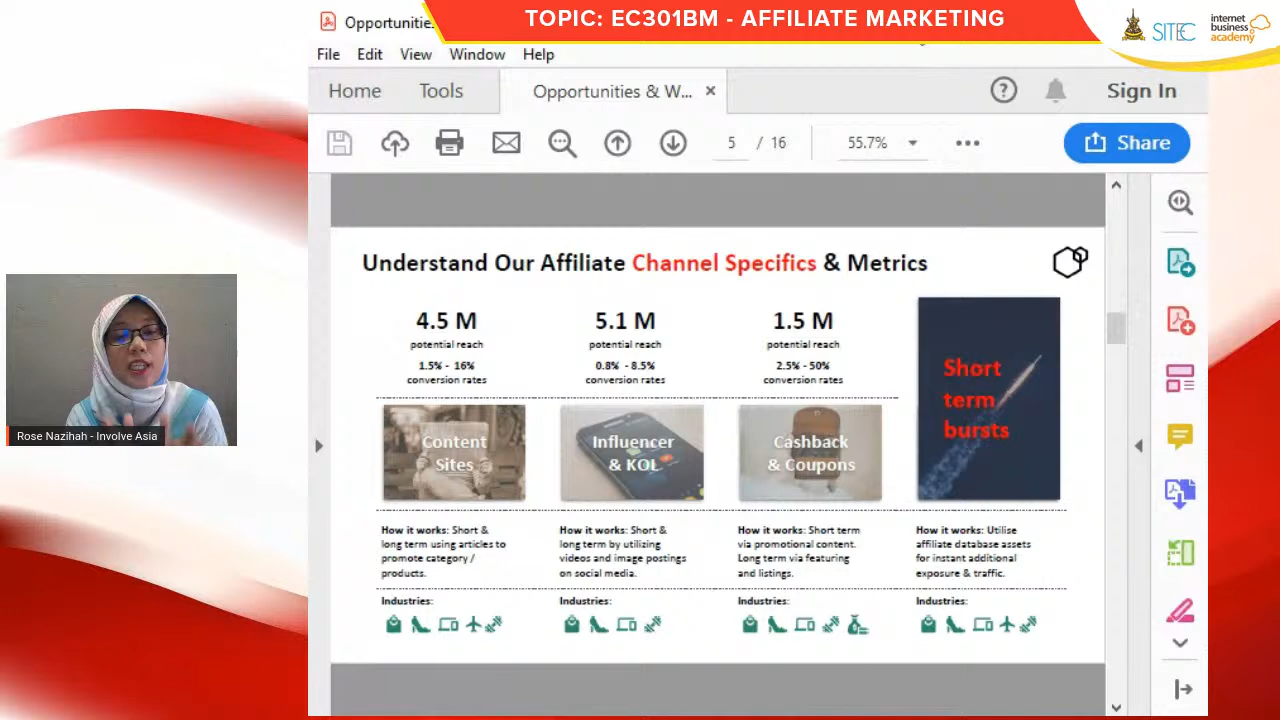 TOPIC: EC301BM - AFFILIATE MARKETING
SITEC
internet
business
academy
Opportunities
File Edit View Window Help
Home Tools Opportunities & W... ×
Sign In
5 / 16 55.7%
Share
Understand Our Affiliate Channel Specifics & Metrics
4.5 M
potential reach
1.5% - 16%
conversion rates
5.1 M
potential reach
0.8% - 8.5%
conversion rates
1.5 M
potential reach
2.5% - 50%
conversion rates
Short
term
bursts
Content
Sites
Influencer
& KOL
Cashback
& Coupons
How it works: Short &
long term using articles to
promote category /
products.
How it works: Short &
long term by utilizing
videos and image postings
on social media.
How it works: Short term
via promotional content.
Long term via featuring
and listings.
How it works: Utilise
affiliate database assets
for instant additional
exposure & traffic.
Industries:
Industries:
Industries:
Industries:
Rose Nazihah - Involve Asia